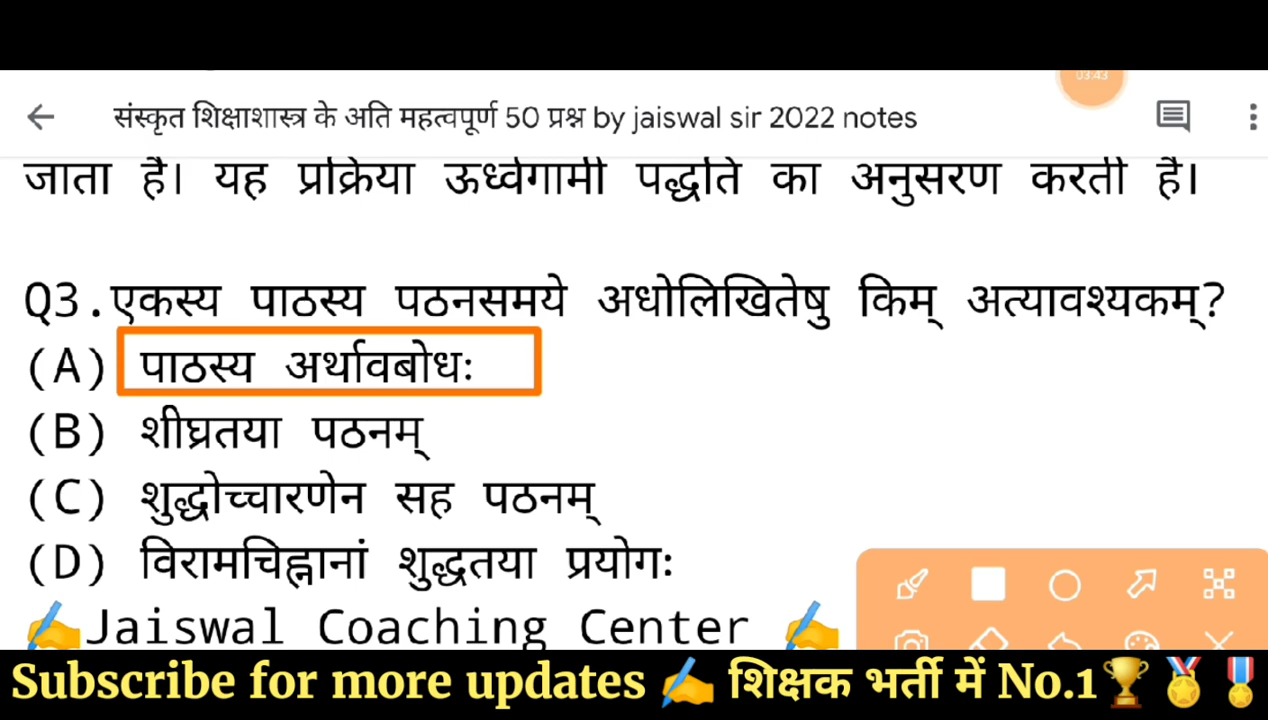 03:43
संस्कृत शिक्षाशास्त्र के अति महत्वपूर्ण 50 प्रश्न by jaiswal sir 2022 notes
जाता है। यह प्रक्रिया ऊर्ध्वगामी पद्धति का अनुसरण करती है।
Q3.एकस्य पाठस्य पठनसमये अधोलिखितेषु किम् अत्यावश्यकम्?
(A) पाठस्य अर्थावबोधः
(B) शीघ्रतया पठनम्
(C) शुद्धोच्चारणेन सह पठनम्
(D) विरामचिह्नानां शुद्धतया प्रयोगः
✍️Jaiswal Coaching Center ✍️
Subscribe for more updates ✍️ शिक्षक भर्ती में No.1🏆🏅🎖️